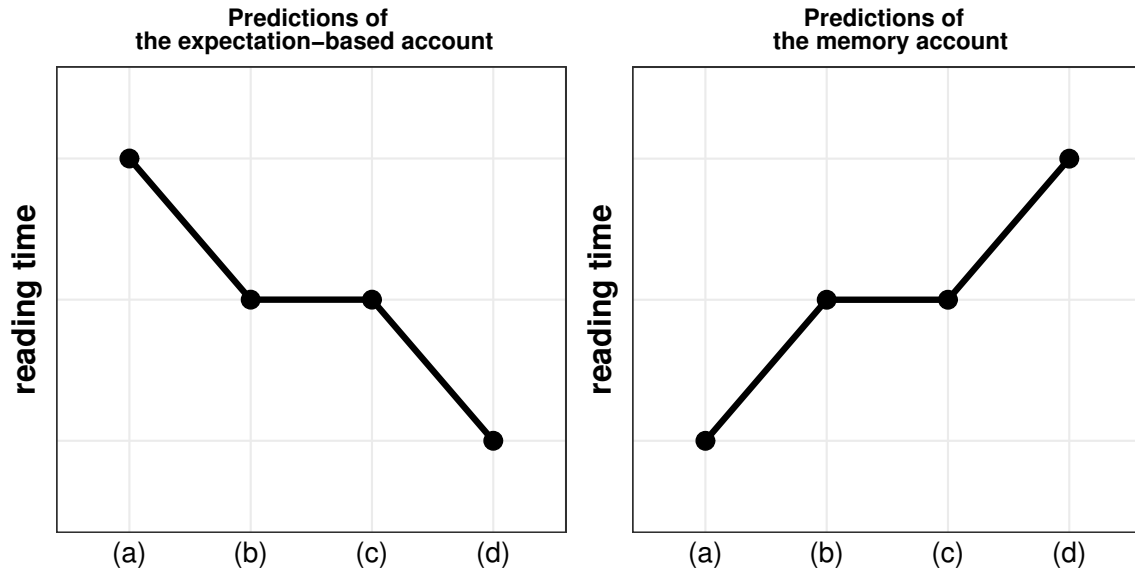 Predictions of
the expectation−based account
reading time
(a) (b) (c) (d)
Predictions of
the memory account
reading time
(a) (b) (c) (d)